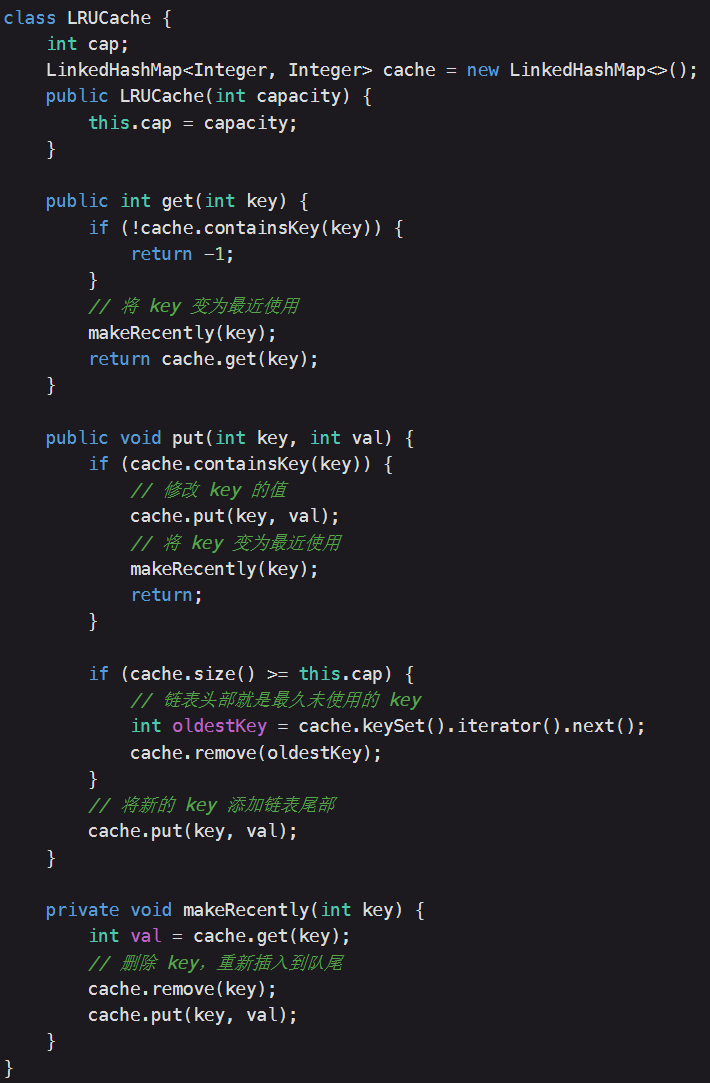 class LRUCache {
    int cap;
    LinkedHashMap<Integer, Integer> cache = new LinkedHashMap<>();
    public LRUCache(int capacity) {
        this.cap = capacity;
    }

    public int get(int key) {
        if (!cache.containsKey(key)) {
            return -1;
        }
        // 将 key 变为最近使用
        makeRecently(key);
        return cache.get(key);
    }

    public void put(int key, int val) {
        if (cache.containsKey(key)) {
            // 修改 key 的值
            cache.put(key, val);
            // 将 key 变为最近使用
            makeRecently(key);
            return;
        }

        if (cache.size() >= this.cap) {
            // 链表头部就是最久未使用的 key
            int oldestKey = cache.keySet().iterator().next();
            cache.remove(oldestKey);
        }
        // 将新的 key 添加链表尾部
        cache.put(key, val);
    }

    private void makeRecently(int key) {
        int val = cache.get(key);
        // 删除 key，重新插入到队尾
        cache.remove(key);
        cache.put(key, val);
    }
}